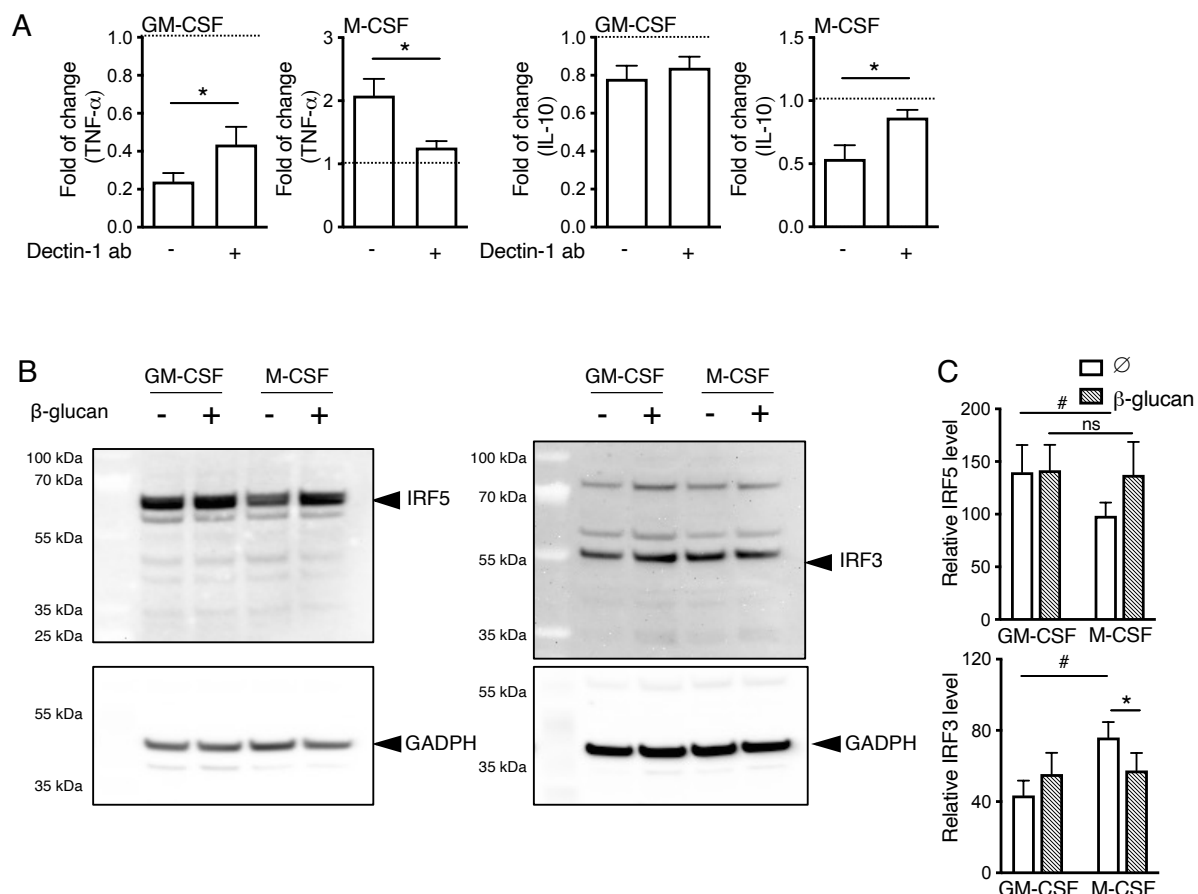 A
GM-CSF
Fold of change
(TNF-α)
1.0
0.8
0.6
0.4
0.2
0.0
*
M-CSF
Fold of change
(TNF-α)
3
2
1
0
*
GM-CSF
Fold of change
(IL-10)
1.0
0.8
0.6
0.4
0.2
0.0
M-CSF
Fold of change
(IL-10)
1.5
1.0
0.5
0.0
*
Dectin-1 ab - + - + Dectin-1 ab - + - +
B
GM-CSF M-CSF
β-glucan - + - +
100 kDa
70 kDa
55 kDa
35 kDa
25 kDa
IRF5
55 kDa
35 kDa
GADPH
GM-CSF M-CSF
- + - +
100 kDa
70 kDa
55 kDa
35 kDa
IRF3
55 kDa
35 kDa
GADPH
C
∅
β-glucan
Relative IRF5 level
200
150
100
50
0
#
ns
GM-CSF M-CSF
Relative IRF3 level
120
80
40
0
#
*
GM-CSF M-CSF